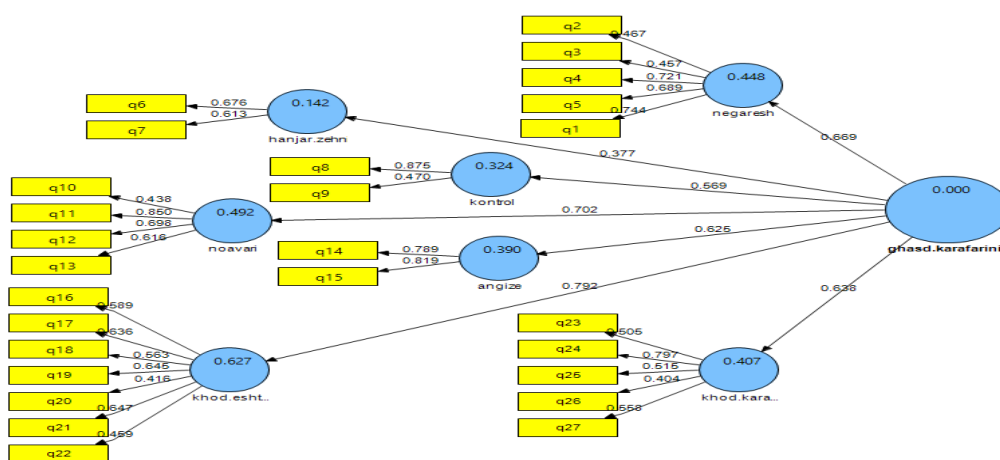 q2
q3
q4
q5
q1
0.467
0.457
0.721
0.689
0.744
0.448
negaresh
q6
q7
0.676
0.613
0.142
hanjar.zehn
0.669
0.377
q8
q9
0.875
0.470
0.324
kontrol
0.569
0.000
ghasd.karafarini
q10
q11
q12
q13
0.438
0.850
0.698
0.616
0.492
noavari
0.702
q14
q15
0.789
0.819
0.390
angize
0.625
0.792
0.638
q16
q17
q18
q19
q20
q21
q22
0.589
0.636
0.563
0.645
0.416
0.647
0.459
0.627
khod.esht...
q23
q24
q25
q26
q27
0.505
0.797
0.515
0.404
0.558
0.407
khod.kara...